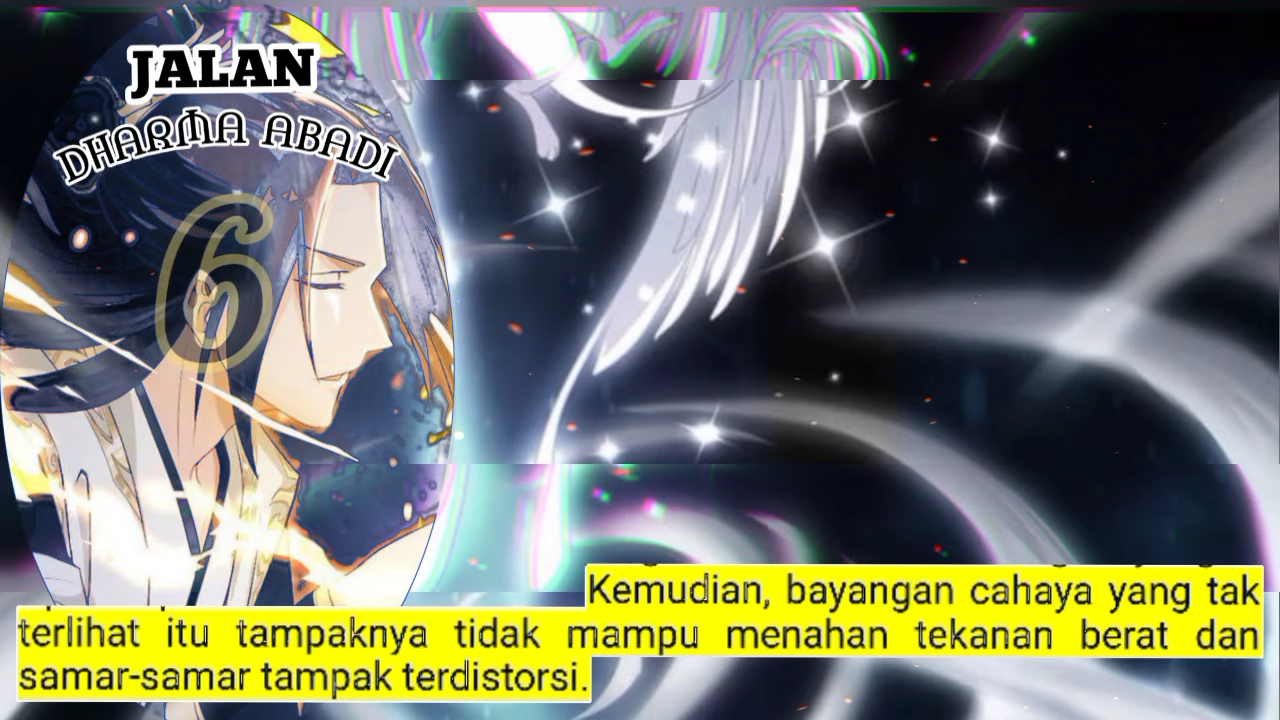 JALAN
DHARMA ABADI
6
Kemudian, bayangan cahaya yang tak
terlihat itu tampaknya tidak mampu menahan tekanan berat dan
samar-samar tampak terdistorsi.